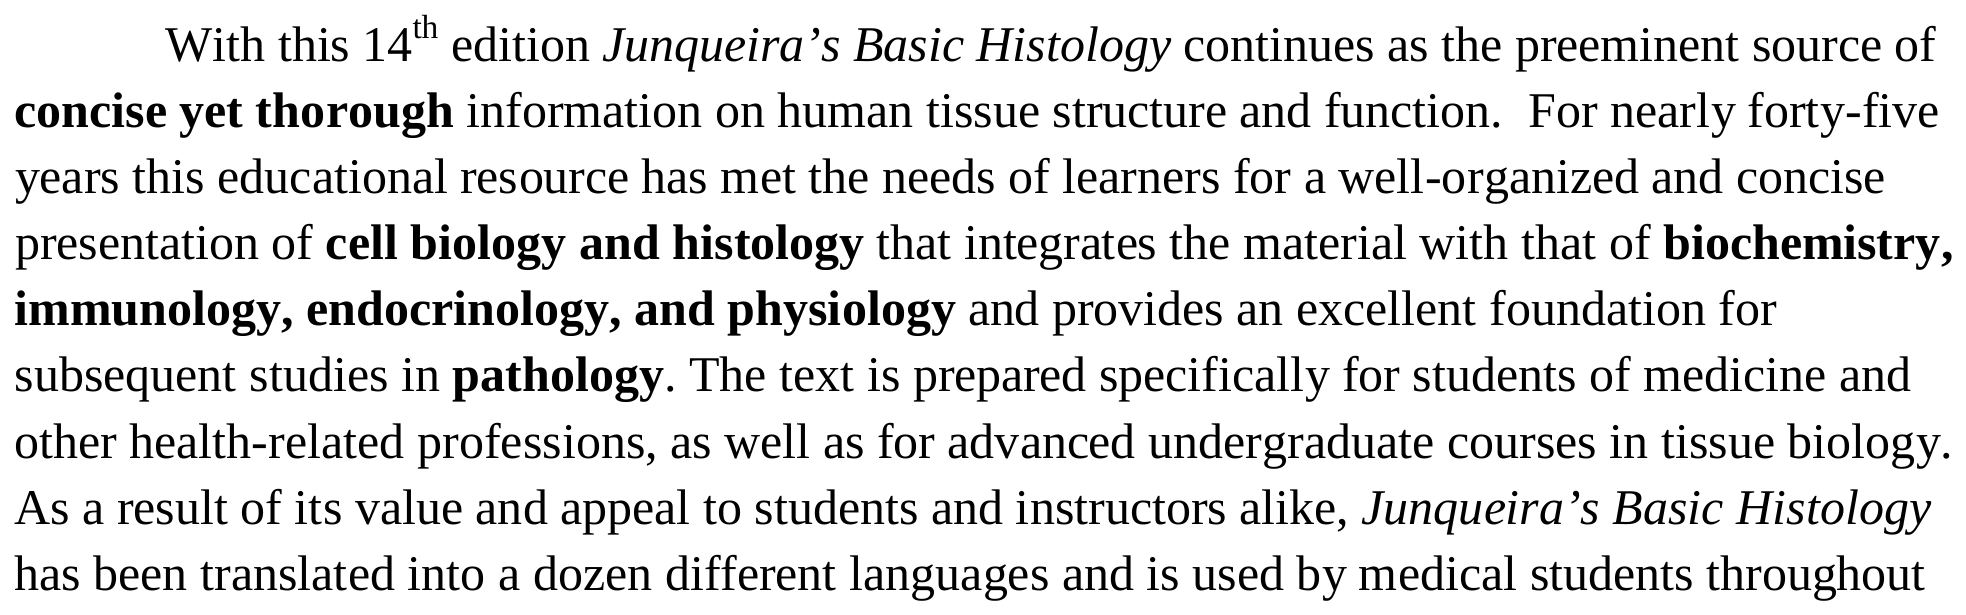 With this 14th edition Junqueira’s Basic Histology continues as the preeminent source of
concise yet thorough information on human tissue structure and function.  For nearly forty-five
years this educational resource has met the needs of learners for a well-organized and concise
presentation of cell biology and histology that integrates the material with that of biochemistry,
immunology, endocrinology, and physiology and provides an excellent foundation for
subsequent studies in pathology. The text is prepared specifically for students of medicine and
other health-related professions, as well as for advanced undergraduate courses in tissue biology.
As a result of its value and appeal to students and instructors alike, Junqueira’s Basic Histology
has been translated into a dozen different languages and is used by medical students throughout